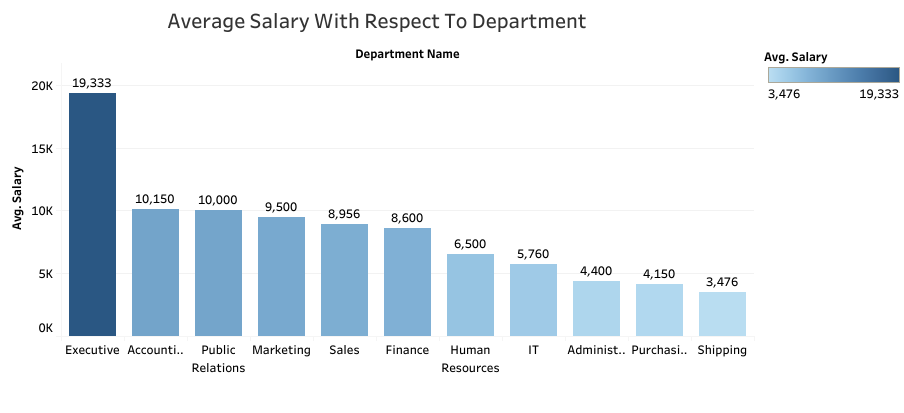 Average Salary With Respect To Department
Department Name
Avg. Salary
3,476 19,333
20K
15K
10K
5K
0K
Avg. Salary
19,333
10,150
10,000
9,500
8,956
8,600
6,500
5,760
4,400
4,150
3,476
Executive Accounti.. Public Marketing Sales Finance Human IT Administ.. Purchasi.. Shipping
Relations Resources